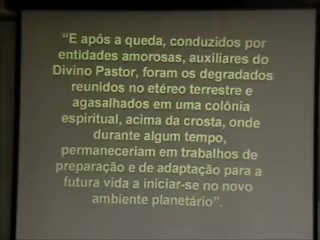 “E após a queda, conduzidos por
entidades amorosas, auxiliares do
Divino Pastor, foram os degradados
reunidos no etéreo terrestre e
agasalhados em uma colônia
espiritual, acima da crosta, onde
durante algum tempo,
permaneceriam em trabalhos de
preparação e de adaptação para a
futura vida a iniciar-se no novo
ambiente planetário”.